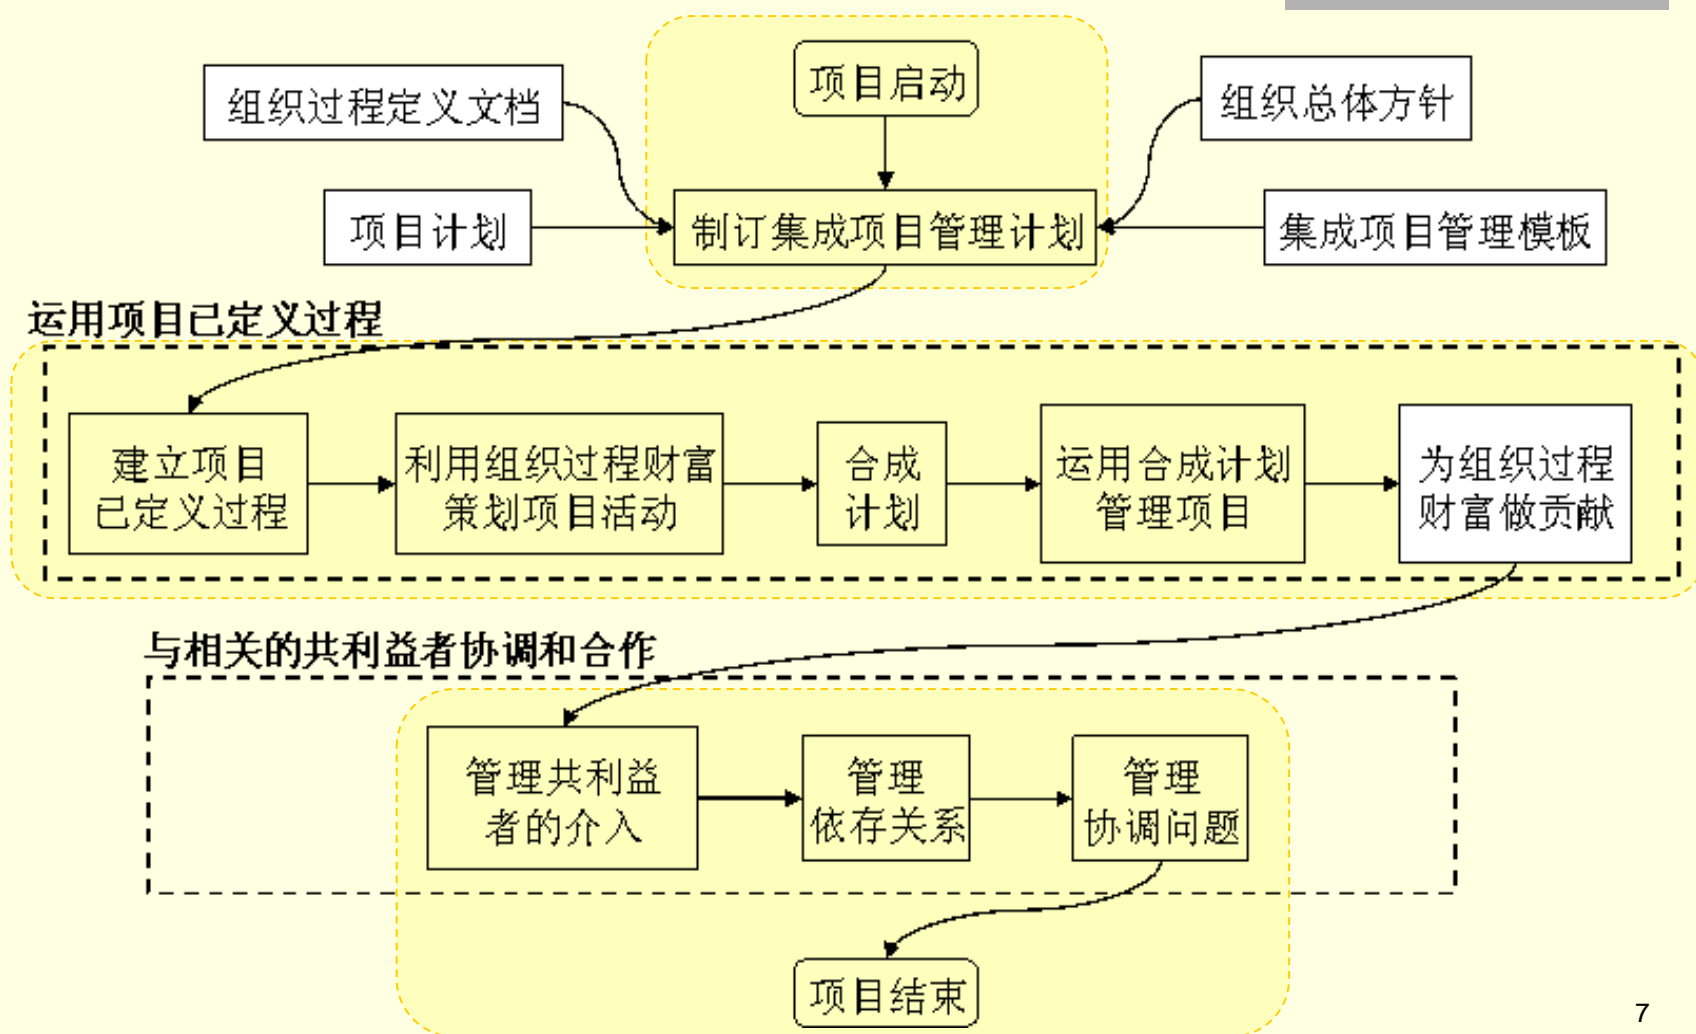 项目启动
组织过程定义文档
组织总体方针
项目计划
制订集成项目管理计划
集成项目管理模板
运用项目已定义过程
建立项目
已定义过程
利用组织过程财富
策划项目活动
合成
计划
运用合成计划
管理项目
为组织过程
财富做贡献
与相关的共利益者协调和合作
管理共利益
者的介入
管理
依存关系
管理
协调问题
项目结束
7